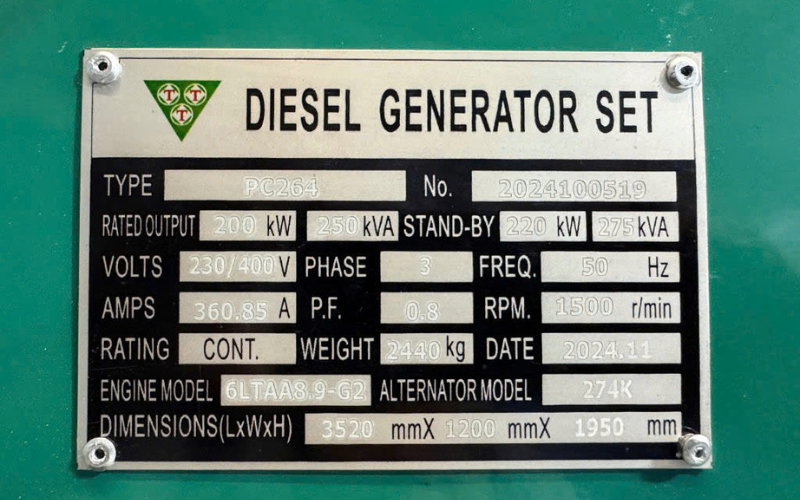 T T T
DIESEL GENERATOR SET
TYPE PC264 No. 2024100519
RATED OUTPUT 200 kW 250 kVA STAND-BY 220 kW 275 kVA
VOLTS 230/400 V PHASE 3 FREQ. 50 Hz
AMPS 360.85 A P.F. 0.8 RPM. 1500 r/min
RATING CONT. WEIGHT 2440 kg DATE 2024.11
ENGINE MODEL 6LTAA8.9-G2 ALTERNATOR MODEL 274K
DIMENSIONS(LxWxH) 3520 mmX 1200 mmX 1950 mm